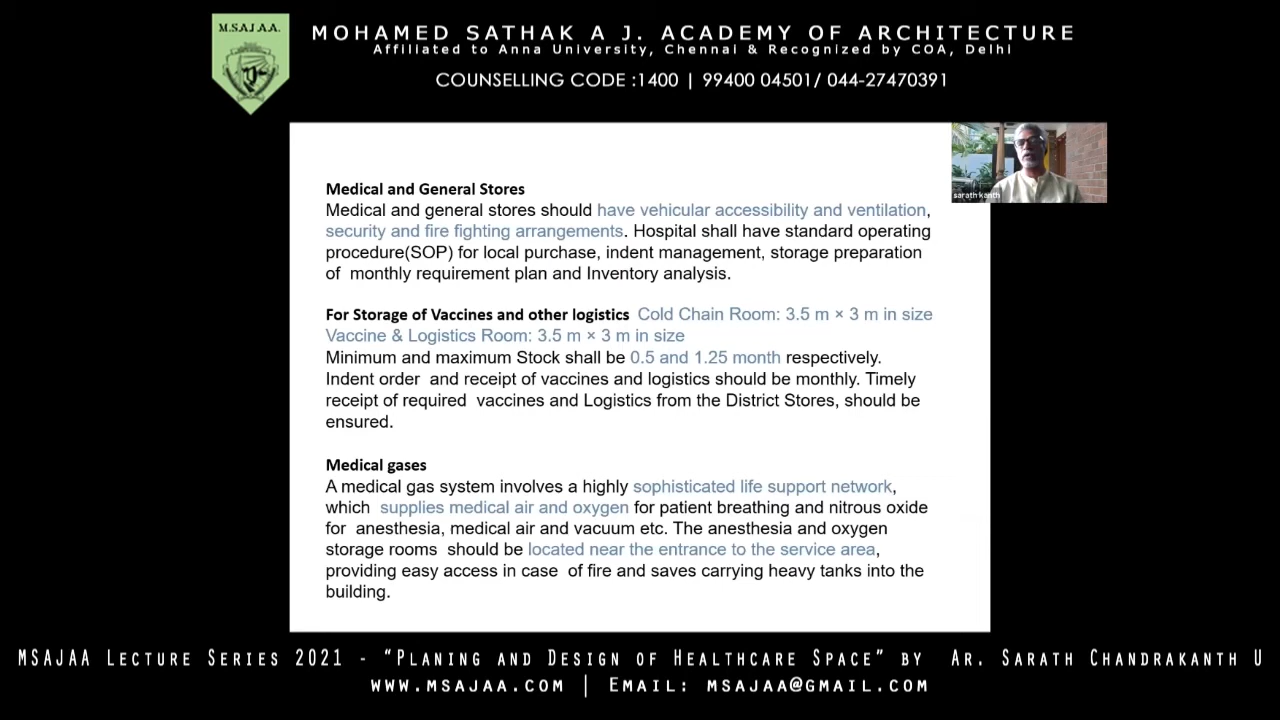 M.SAJ A.A.
MOHAMED SATHAK A J. ACADEMY OF ARCHITECTURE
Affiliated to Anna University, Chennai & Recognized by COA, Delhi
COUNSELLING CODE :1400 | 99400 04501/ 044-27470391
sarath kanth
Medical and General Stores
Medical and general stores should have vehicular accessibility and ventilation,
security and fire fighting arrangements. Hospital shall have standard operating
procedure(SOP) for local purchase, indent management, storage preparation
of monthly requirement plan and Inventory analysis.
For Storage of Vaccines and other logistics Cold Chain Room: 3.5 m × 3 m in size
Vaccine & Logistics Room: 3.5 m × 3 m in size
Minimum and maximum Stock shall be 0.5 and 1.25 month respectively.
Indent order and receipt of vaccines and logistics should be monthly. Timely
receipt of required vaccines and Logistics from the District Stores, should be
ensured.
Medical gases
A medical gas system involves a highly sophisticated life support network,
which supplies medical air and oxygen for patient breathing and nitrous oxide
for anesthesia, medical air and vacuum etc. The anesthesia and oxygen
storage rooms should be located near the entrance to the service area,
providing easy access in case of fire and saves carrying heavy tanks into the
building.
MSAJAA Lecture Series 2021 - “Planing and Design of Healthcare Space” by Ar. Sarath Chandrakanth U
www.msajaa.com | Email: msajaa@gmail.com